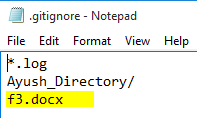 .gitignore - Notepad
File Edit Format View Help
*.log
Ayush_Directory/
f3.docx